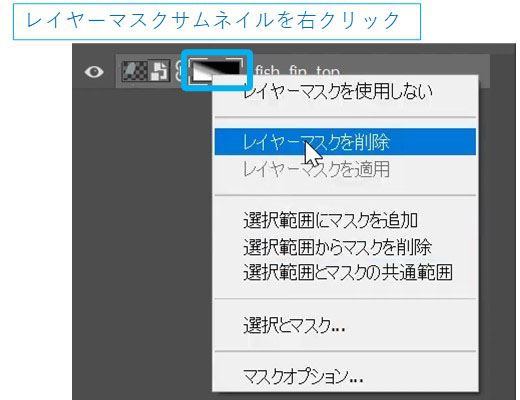 レイヤーマスクサムネイルを右クリック
fish_fin_top
レイヤーマスクを使用しない
レイヤーマスクを削除
レイヤーマスクを適用
選択範囲にマスクを追加
選択範囲からマスクを削除
選択範囲とマスクの共通範囲
選択とマスク...
マスクオプション...